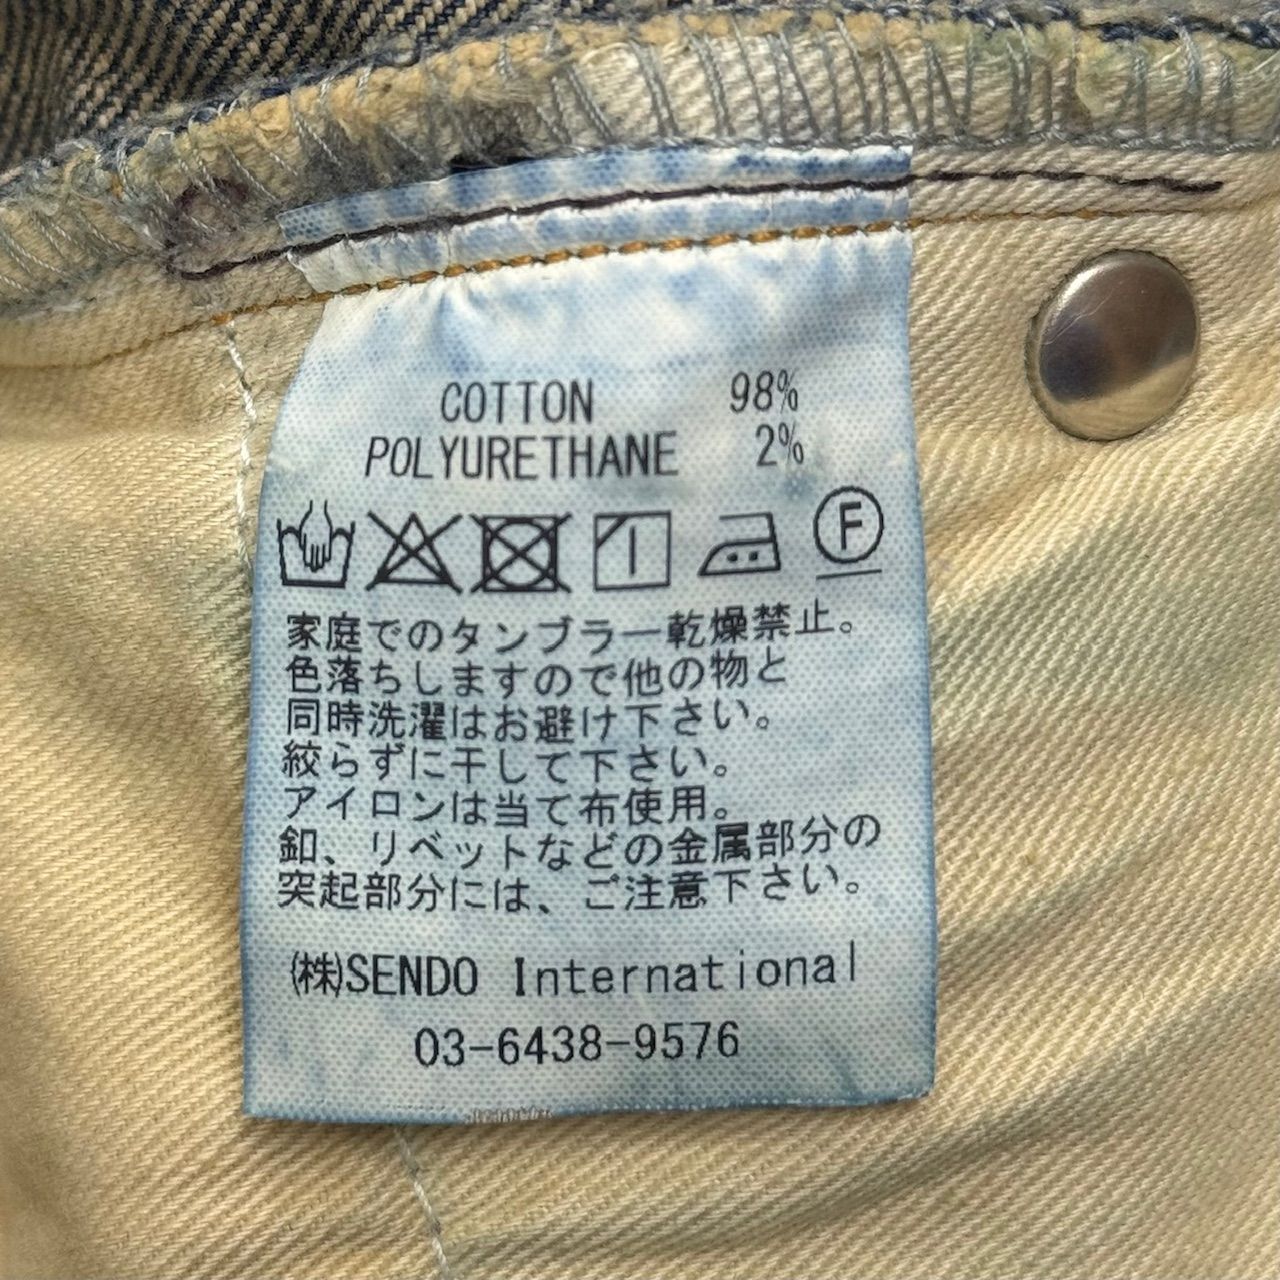 COTTON 98%
POLYURETHANE 2%
F
家庭でのタンブラー乾燥禁止。
色落ちしますので他の物と
同時洗濯はお避け下さい。
絞らずに干して下さい。
アイロンは当て布使用。
釦、リベットなどの金属部分の
突起部分には、ご注意下さい。
(株)SENDO International
03-6438-9576